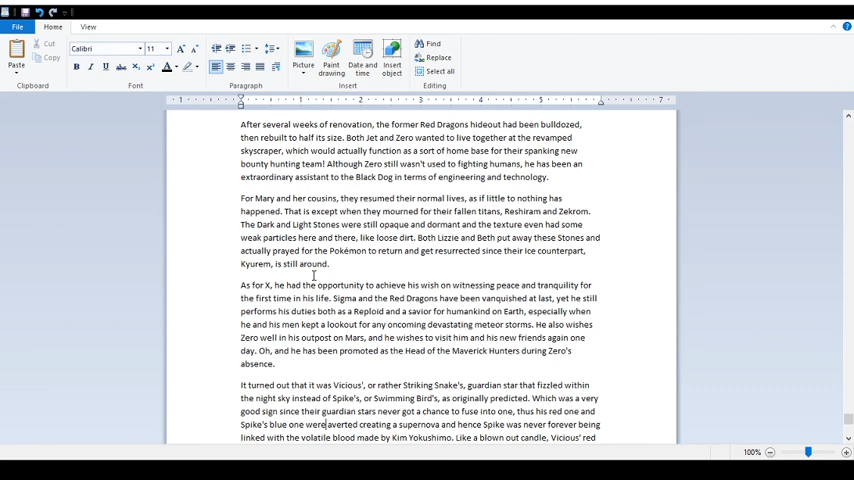 File Home View
Cut
Copy
Paste
Calibri 11
B I U abc X₂ X² A
Picture
Paint drawing
Date and time
Insert object
Find
Replace
Select all
Clipboard Font Paragraph Insert Editing
1 1 2 3 4 5 7
After several weeks of renovation, the former Red Dragons hideout had been bulldozed,
then rebuilt to half its size. Both Jet and Zero wanted to live together at the revamped
skyscraper, which would actually function as a sort of home base for their spanking new
bounty hunting team! Although Zero still wasn't used to fighting humans, he has been an
extraordinary assistant to the Black Dog in terms of engineering and technology.
For Mary and her cousins, they resumed their normal lives, as if little to nothing has
happened. That is except when they mourned for their fallen titans, Reshiram and Zekrom.
The Dark and Light Stones were still opaque and dormant and the texture even had some
weak particles here and there, like loose dirt. Both Lizzie and Beth put away these Stones and
actually prayed for the Pokémon to return and get resurrected since their Ice counterpart,
Kyurem, is still around.
As for X, he had the opportunity to achieve his wish on witnessing peace and tranquility for
the first time in his life. Sigma and the Red Dragons have been vanquished at last, yet he still
performs his duties both as a Reploid and a savior for humankind on Earth, especially when
he and his men kept a lookout for any oncoming devastating meteor storms. He also wishes
Zero well in his outpost on Mars, and he wishes to visit him and his new friends again one
day. Oh, and he has been promoted as the Head of the Maverick Hunters during Zero's
absence.
It turned out that it was Vicious', or rather Striking Snake's, guardian star that fizzled within
the night sky instead of Spike's, or Swimming Bird's, as originally predicted. Which was a very
good sign since their guardian stars never got a chance to fuse into one, thus his red one and
Spike's blue one were averted creating a supernova and hence Spike was never forever being
linked with the volatile blood made by Kim Yokushimo. Like a blown out candle, Vicious' red
100%